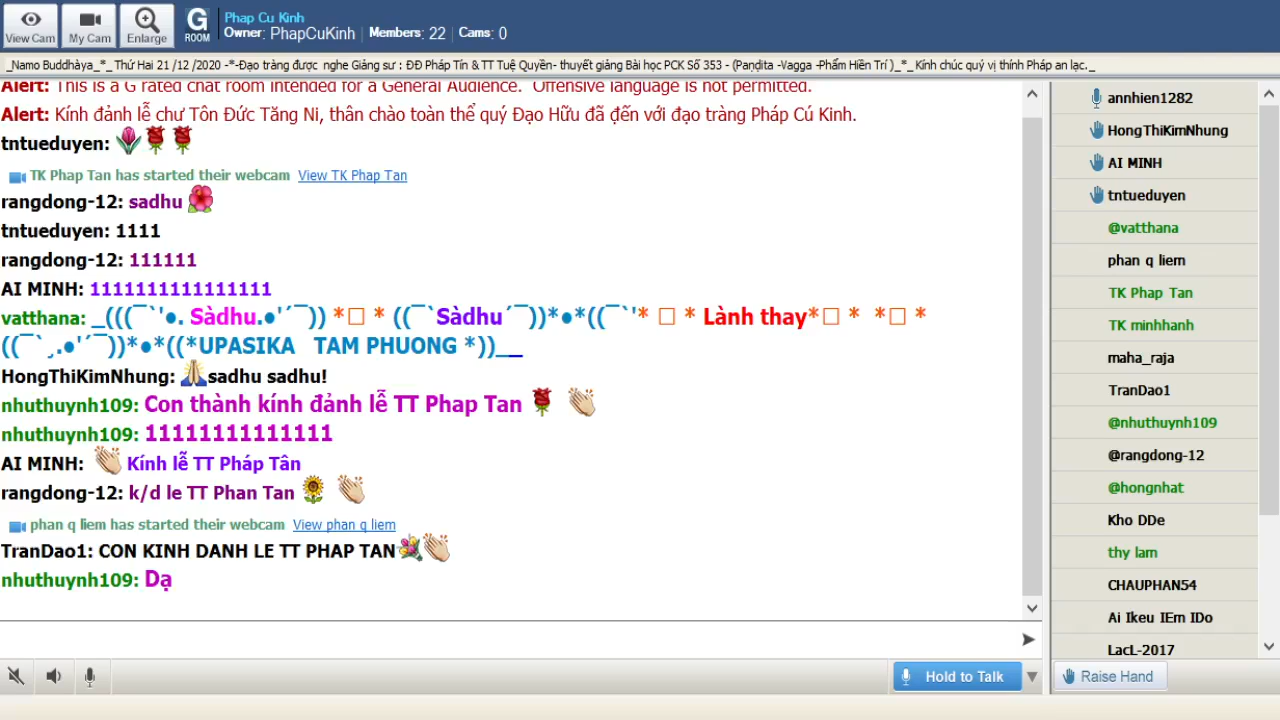 View Cam
My Cam
Enlarge
G
ROOM
Phap Cu Kinh
Owner: PhapCuKinh
Members: 22
Cams: 0
_Namo Buddhàya_*_ Thứ Hai 21 /12 /2020 -*-Đạo tràng được nghe Giảng sư : ĐĐ Pháp Tín & TT Tuệ Quyền- thuyết giảng Bài học PCK Số 353 - (Paṇḍita -Vagga -Phẩm Hiền Trí )_*_ Kính chúc quý vị thính Pháp an lạc._
Alert: This is a G rated chat room intended for a General Audience. Offensive language is not permitted.
Alert: Kính đảnh lễ chư Tôn Đức Tăng Ni, thân chào toàn thể quý Đạo Hữu đã đến với đạo tràng Pháp Cú Kinh.
tntueduyen:
TK Phap Tan has started their webcam View TK Phap Tan
rangdong-12: sadhu
tntueduyen: 1111
rangdong-12: 111111
AI MINH: 1111111111111111
vatthana: _(((¯`'●. Sàdhu.●'´¯)) *□ * ((¯`Sàdhu´¯))*●*((¯`'* □ * Lành thay*□ * *□ *
((¯`¸.●'´¯))*●*((*UPASIKA TAM PHUONG *))__
HongThiKimNhung: 🙏sadhu sadhu!
nhuthuynh109: Con thành kính đảnh lễ TT Phap Tan
nhuthuynh109: 11111111111111
AI MINH: Kính lễ TT Pháp Tân
rangdong-12: k/d le TT Phan Tan
phan q liem has started their webcam View phan q liem
TranDao1: CON KINH DANH LE TT PHAP TAN
nhuthuynh109: Dạ
Hold to Talk
annhien1282
HongThiKimNhung
AI MINH
tntueduyen
@vatthana
phan q liem
TK Phap Tan
TK minhhanh
maha_raja
TranDao1
@nhuthuynh109
@rangdong-12
@hongnhat
Kho DDe
thy lam
CHAUPHAN54
Ai Ikeu IEm IDo
LacL-2017
Raise Hand